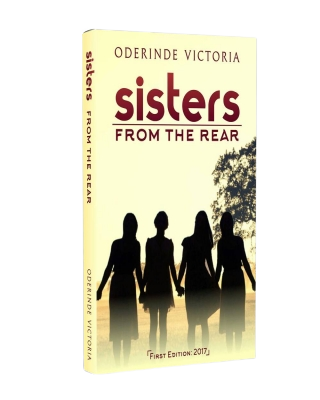 ODERINDE VICTORIA
sisters
FROM THE REAR
「FIRST EDITION: 2017」
sisters FROM THE REAR ODERINDE VICTORIA